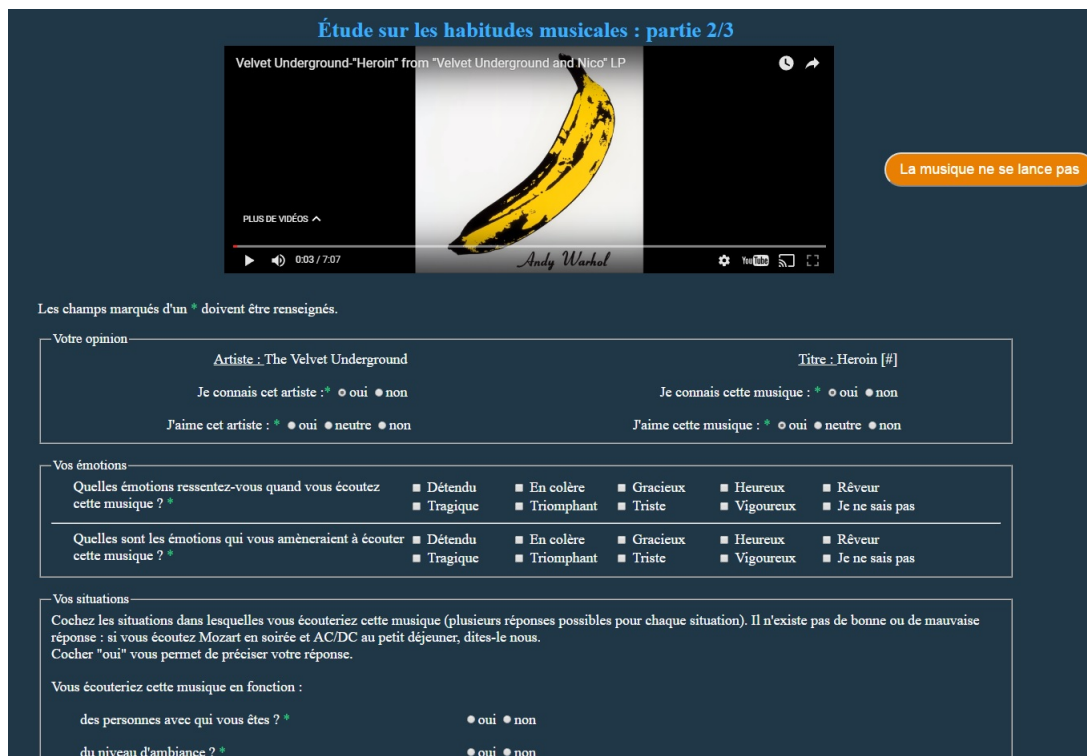 Étude sur les habitudes musicales : partie 2/3
Velvet Underground-"Heroin" from "Velvet Underground and Nico" LP
La musique ne se lance pas
PLUS DE VIDÉOS
0:03 / 7:07
Andy Warhol
YouTube
Les champs marqués d'un * doivent être renseignés.
Votre opinion
Artiste : The Velvet Underground
Titre : Heroin [#]
Je connais cet artiste :* oui non
Je connais cette musique : * oui non
J'aime cet artiste : * oui neutre non
J'aime cette musique : * oui neutre non
Vos émotions
Quelles émotions ressentez-vous quand vous écoutez
cette musique ? *
Détendu En colère Gracieux Heureux Rêveur
Tragique Triomphant Triste Vigoureux Je ne sais pas
Quelles sont les émotions qui vous amèneraient à écouter
cette musique ? *
Détendu En colère Gracieux Heureux Rêveur
Tragique Triomphant Triste Vigoureux Je ne sais pas
Vos situations
Cochez les situations dans lesquelles vous écouteriez cette musique (plusieurs réponses possibles pour chaque situation). Il n'existe pas de bonne ou de mauvaise
réponse : si vous écoutez Mozart en soirée et AC/DC au petit déjeuner, dites-le nous.
Cocher "oui" vous permet de préciser votre réponse.
Vous écouteriez cette musique en fonction :
des personnes avec qui vous êtes ? * oui non
du niveau d'ambiance ? * oui non